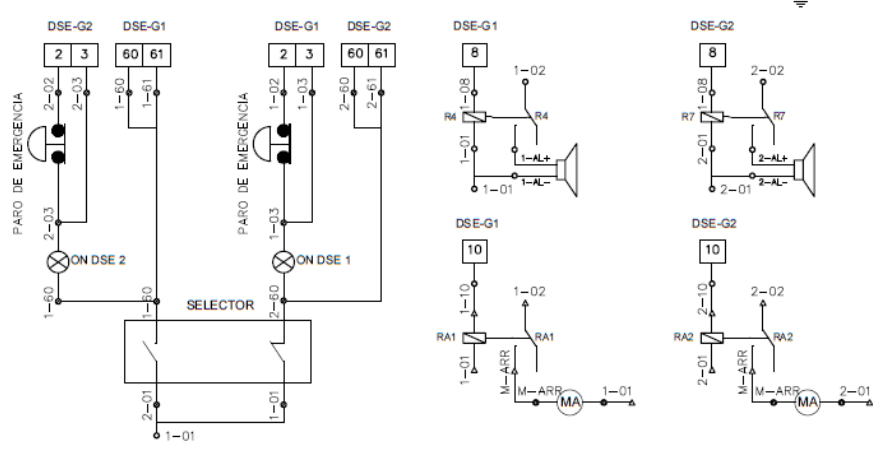 DSE-G2
DSE-G1
DSE-G1
DSE-G2
DSE-G1
DSE-G2
2 3
60 61
2 3
60 61
8
8
2-02
2-03
1-60
1-61
1-02
1-03
2-60
2-61
PARO DE EMERGENCIA
PARO DE EMERGENCIA
2-03
1-03
ON DSE 2
ON DSE 1
1-60
1-60
2-60
SELECTOR
2-01
1-01
1-01
1-08
1-02
R4
R4
1-01
1-AL+
1-AL-
1-01
2-08
2-02
R7
R7
2-01
2-AL+
2-AL-
2-01
DSE-G1
10
1-10
1-02
RA1
RA1
1-01
M-ARR
M-ARR
MA
1-01
DSE-G2
10
2-10
2-02
RA2
RA2
2-01
M-ARR
M-ARR
MA
2-01